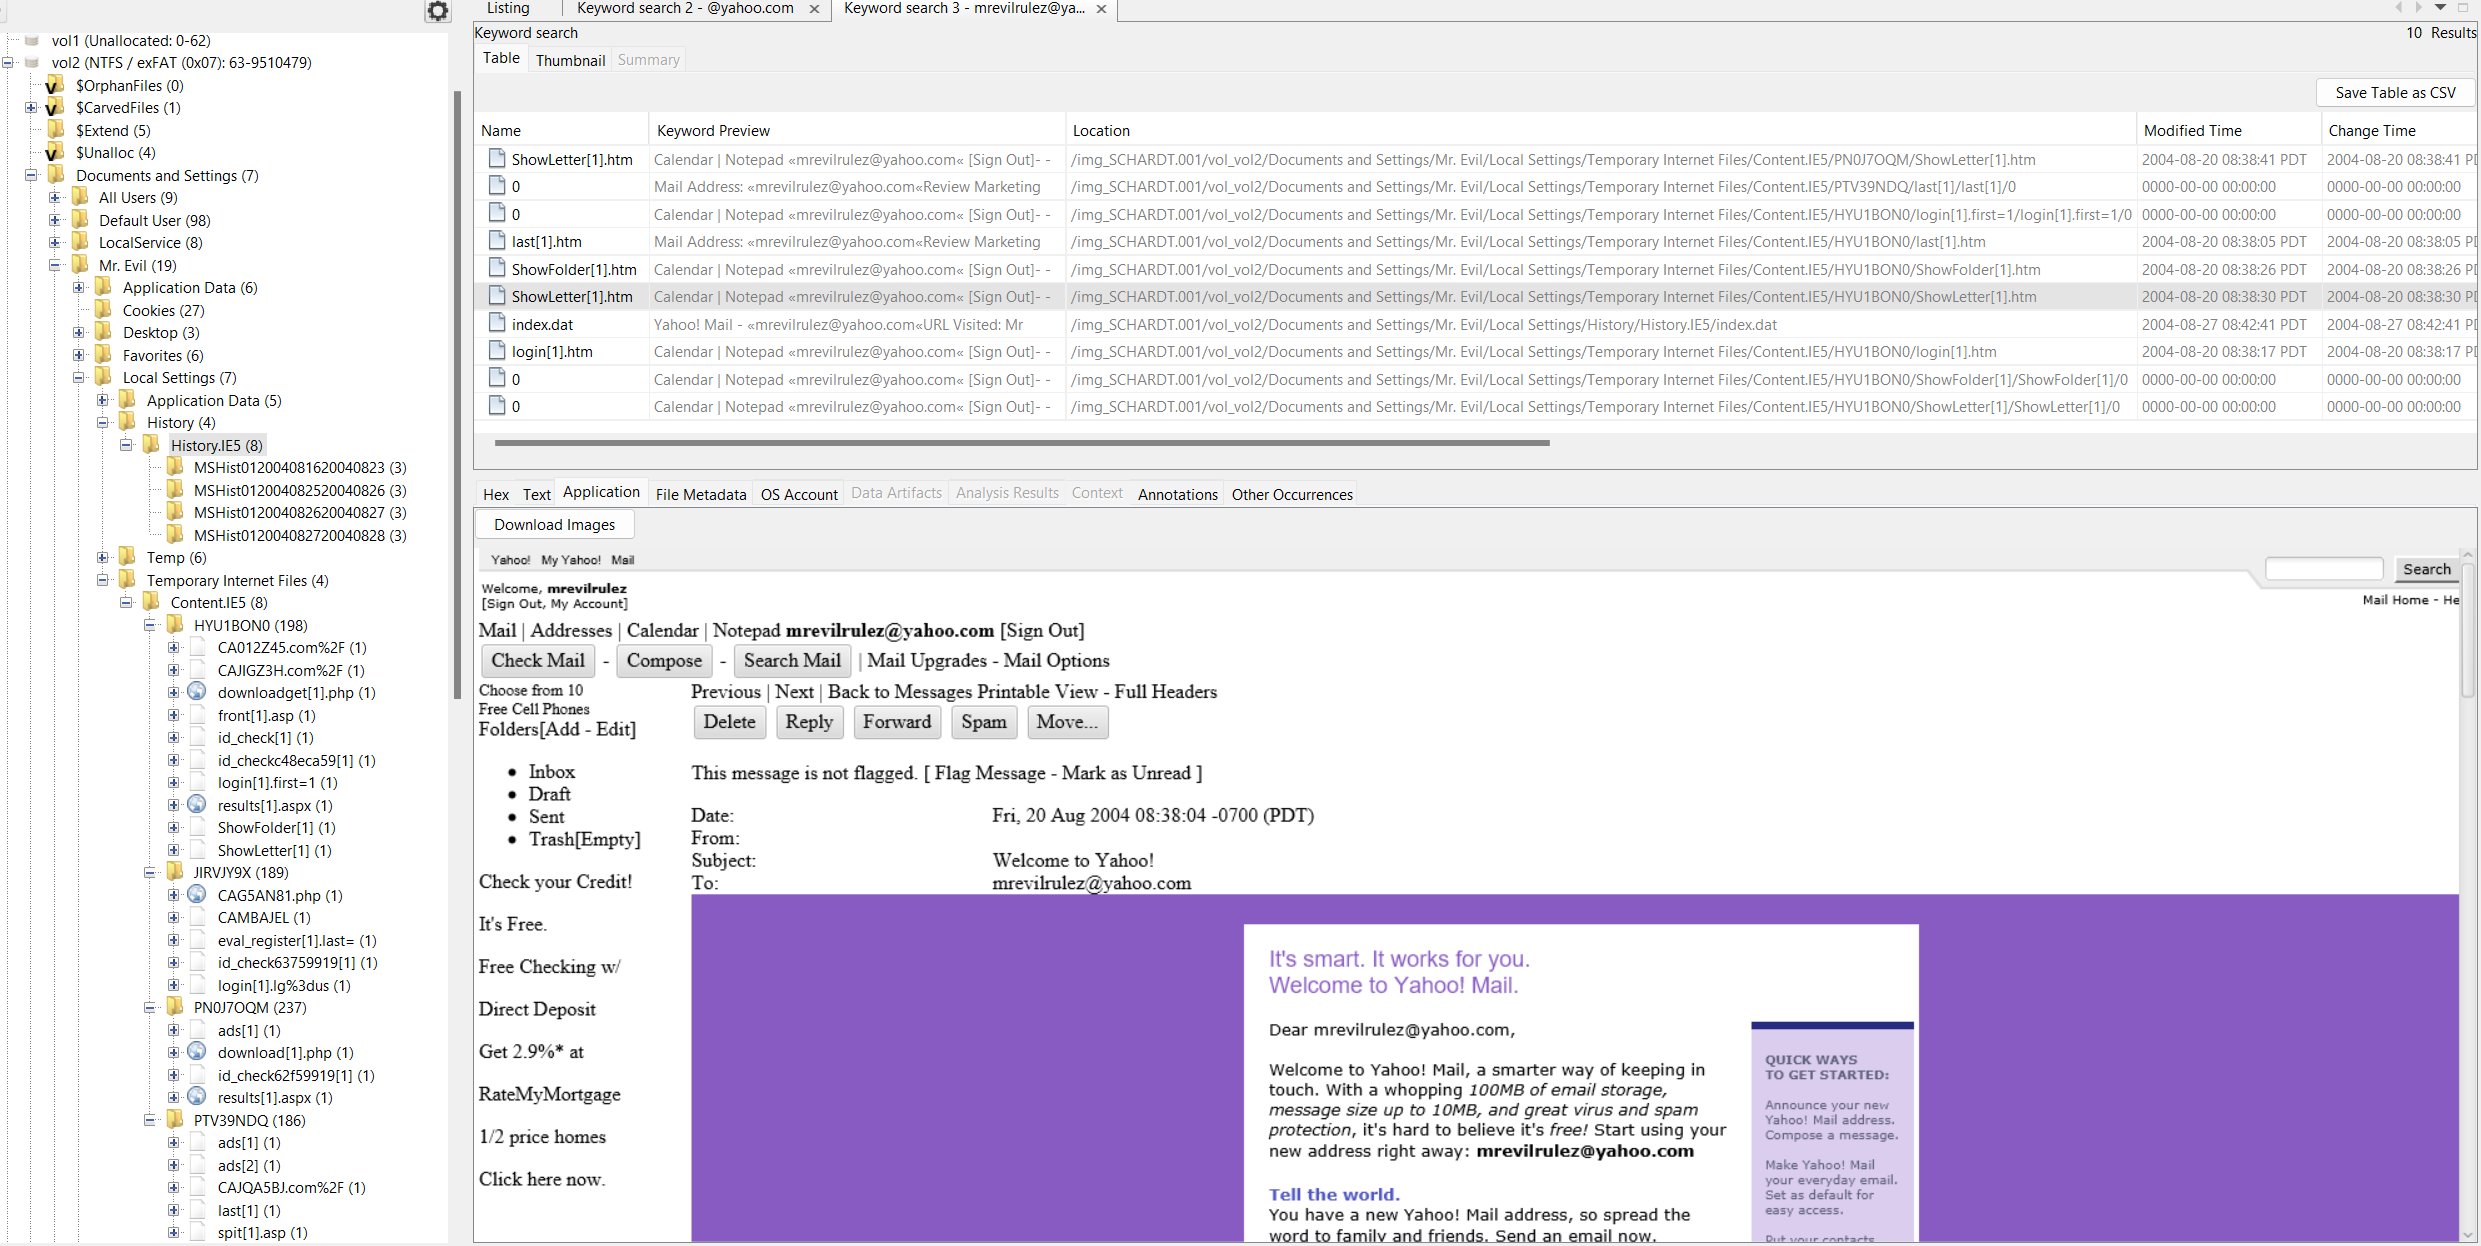 Listing
Keyword search 2 - @yahoo.com
Keyword search 3 - mrevilrulez@ya...
vol1 (Unallocated: 0-62)
vol2 (NTFS / exFAT (0x07): 63-9510479)
$OrphanFiles (0)
$CarvedFiles (1)
$Extend (5)
$Unalloc (4)
Documents and Settings (7)
All Users (9)
Default User (98)
LocalService (8)
Mr. Evil (19)
Application Data (6)
Cookies (27)
Desktop (3)
Favorites (6)
Local Settings (7)
Application Data (5)
History (4)
History.IE5 (8)
MSHist012004081620040823 (3)
MSHist012004082520040826 (3)
MSHist012004082620040827 (3)
MSHist012004082720040828 (3)
Temp (6)
Temporary Internet Files (4)
Content.IE5 (8)
HYU1BON0 (198)
CA012Z45.com%2F (1)
CAJIGZ3H.com%2F (1)
downloadget[1].php (1)
front[1].asp (1)
id_check[1] (1)
id_checkc48eca59[1] (1)
login[1].first=1 (1)
results[1].aspx (1)
ShowFolder[1] (1)
ShowLetter[1] (1)
JIRVJY9X (189)
CAG5AN81.php (1)
CAMBAJEL (1)
eval_register[1].last= (1)
id_check63759919[1] (1)
login[1].lg%3dus (1)
PN0J7OQM (237)
ads[1] (1)
download[1].php (1)
id_check62f59919[1] (1)
results[1].aspx (1)
PTV39NDQ (186)
ads[1] (1)
ads[2] (1)
CAJQA5BJ.com%2F (1)
last[1] (1)
spit[1].asp (1)
Keyword search
10 Results
Table Thumbnail Summary
Save Table as CSV
Name Keyword Preview Location Modified Time Change Time
ShowLetter[1].htm Calendar | Notepad «mrevilrulez@yahoo.com« [Sign Out]- - /img_SCHARDT.001/vol_vol2/Documents and Settings/Mr. Evil/Local Settings/Temporary Internet Files/Content.IE5/PN0J7OQM/ShowLetter[1].htm 2004-08-20 08:38:41 PDT 2004-08-20 08:38:41 PD
0 Mail Address: «mrevilrulez@yahoo.com«Review Marketing /img_SCHARDT.001/vol_vol2/Documents and Settings/Mr. Evil/Local Settings/Temporary Internet Files/Content.IE5/PTV39NDQ/last[1]/last[1]/0 0000-00-00 00:00:00 0000-00-00 00:00:00
0 Calendar | Notepad «mrevilrulez@yahoo.com« [Sign Out]- - /img_SCHARDT.001/vol_vol2/Documents and Settings/Mr. Evil/Local Settings/Temporary Internet Files/Content.IE5/HYU1BON0/login[1].first=1/login[1].first=1/0 0000-00-00 00:00:00 0000-00-00 00:00:00
last[1].htm Mail Address: «mrevilrulez@yahoo.com«Review Marketing /img_SCHARDT.001/vol_vol2/Documents and Settings/Mr. Evil/Local Settings/Temporary Internet Files/Content.IE5/HYU1BON0/last[1].htm 2004-08-20 08:38:05 PDT 2004-08-20 08:38:05 PD
ShowFolder[1].htm Calendar | Notepad «mrevilrulez@yahoo.com« [Sign Out]- - /img_SCHARDT.001/vol_vol2/Documents and Settings/Mr. Evil/Local Settings/Temporary Internet Files/Content.IE5/HYU1BON0/ShowFolder[1].htm 2004-08-20 08:38:26 PDT 2004-08-20 08:38:26 PD
ShowLetter[1].htm Calendar | Notepad «mrevilrulez@yahoo.com« [Sign Out]- - /img_SCHARDT.001/vol_vol2/Documents and Settings/Mr. Evil/Local Settings/Temporary Internet Files/Content.IE5/HYU1BON0/ShowLetter[1].htm 2004-08-20 08:38:30 PDT 2004-08-20 08:38:30 PD
index.dat Yahoo! Mail - «mrevilrulez@yahoo.com«URL Visited: Mr /img_SCHARDT.001/vol_vol2/Documents and Settings/Mr. Evil/Local Settings/History/History.IE5/index.dat 2004-08-27 08:42:41 PDT 2004-08-27 08:42:41 PD
login[1].htm Calendar | Notepad «mrevilrulez@yahoo.com« [Sign Out]- - /img_SCHARDT.001/vol_vol2/Documents and Settings/Mr. Evil/Local Settings/Temporary Internet Files/Content.IE5/HYU1BON0/login[1].htm 2004-08-20 08:38:17 PDT 2004-08-20 08:38:17 PD
0 Calendar | Notepad «mrevilrulez@yahoo.com« [Sign Out]- - /img_SCHARDT.001/vol_vol2/Documents and Settings/Mr. Evil/Local Settings/Temporary Internet Files/Content.IE5/HYU1BON0/ShowFolder[1]/ShowFolder[1]/0 0000-00-00 00:00:00 0000-00-00 00:00:00
0 Calendar | Notepad «mrevilrulez@yahoo.com« [Sign Out]- - /img_SCHARDT.001/vol_vol2/Documents and Settings/Mr. Evil/Local Settings/Temporary Internet Files/Content.IE5/HYU1BON0/ShowLetter[1]/ShowLetter[1]/0 0000-00-00 00:00:00 0000-00-00 00:00:00
Hex Text Application File Metadata OS Account Data Artifacts Analysis Results Context Annotations Other Occurrences
Download Images
Yahoo! My Yahoo! Mail
Search
Welcome, mrevilrulez
[Sign Out, My Account]
Mail Home - He
Mail | Addresses | Calendar | Notepad mrevilrulez@yahoo.com [Sign Out]
Check Mail - Compose - Search Mail | Mail Upgrades - Mail Options
Choose from 10
Free Cell Phones
Folders[Add - Edit]
Inbox
Draft
Sent
Trash[Empty]
Check your Credit!
It's Free.
Free Checking w/
Direct Deposit
Get 2.9%* at
RateMyMortgage
1/2 price homes
Click here now.
Previous | Next | Back to Messages Printable View - Full Headers
Delete Reply Forward Spam Move...
This message is not flagged. [ Flag Message - Mark as Unread ]
Date: Fri, 20 Aug 2004 08:38:04 -0700 (PDT)
From:
Subject: Welcome to Yahoo!
To: mrevilrulez@yahoo.com
It's smart. It works for you.
Welcome to Yahoo! Mail.
Dear mrevilrulez@yahoo.com,
Welcome to Yahoo! Mail, a smarter way of keeping in
touch. With a whopping 100MB of email storage,
message size up to 10MB, and great virus and spam
protection, it's hard to believe it's free! Start using your
new address right away: mrevilrulez@yahoo.com
Tell the world.
You have a new Yahoo! Mail address, so spread the
word to family and friends. Send an email now.
QUICK WAYS
TO GET STARTED:
Announce your new
Yahoo! Mail address.
Compose a message.
Make Yahoo! Mail
your everyday email.
Set as default for
easy access.
Put your contacts